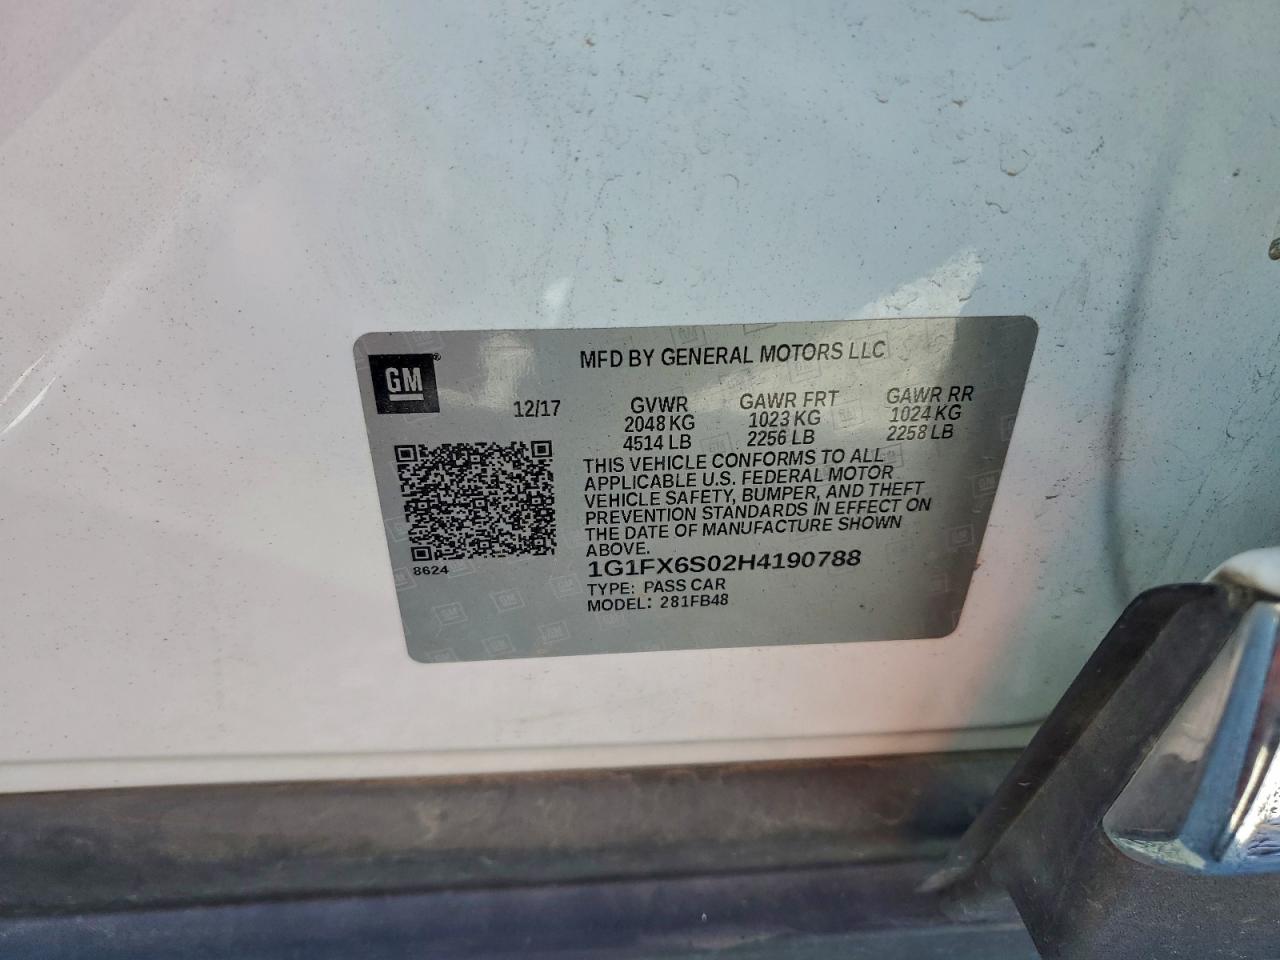 GM®
MFD BY GENERAL MOTORS LLC
12/17 GVWR GAWR FRT GAWR RR
2048 KG 1023 KG 1024 KG
4514 LB 2256 LB 2258 LB
THIS VEHICLE CONFORMS TO ALL
APPLICABLE U.S. FEDERAL MOTOR
VEHICLE SAFETY, BUMPER, AND THEFT
PREVENTION STANDARDS IN EFFECT ON
THE DATE OF MANUFACTURE SHOWN
ABOVE.
8624
1G1FX6S02H4190788
TYPE: PASS CAR
MODEL: 281FB48